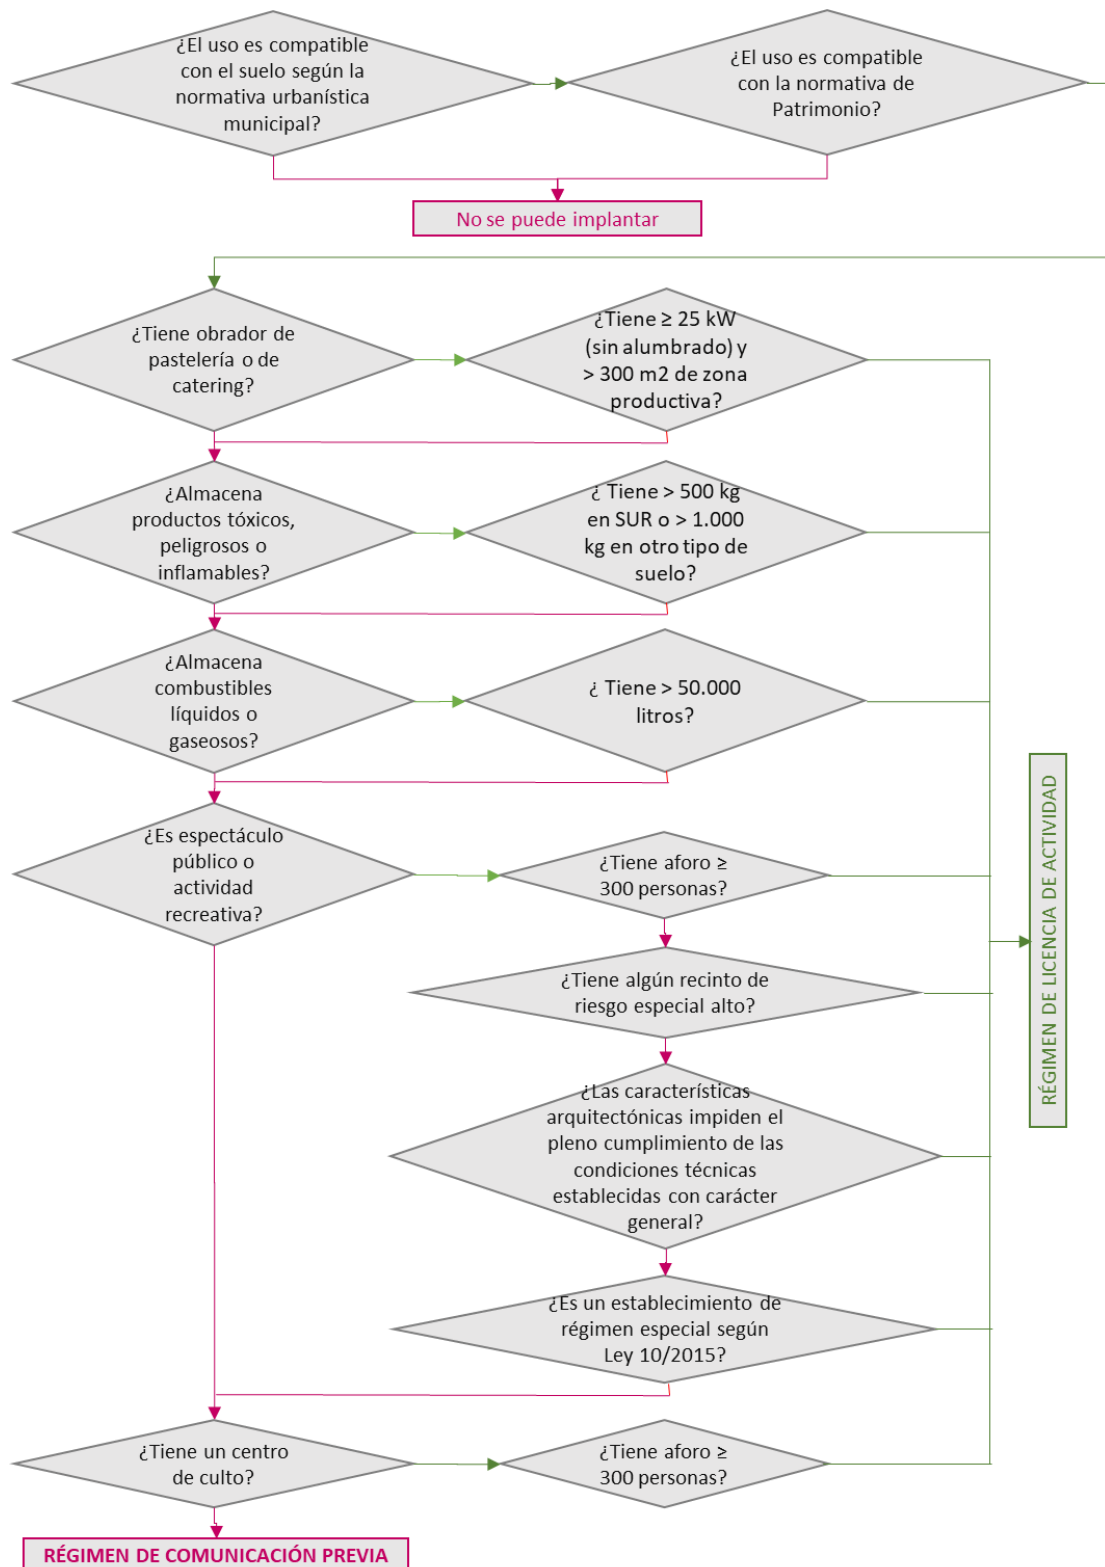 ¿El uso es compatible
con el suelo según la
normativa urbanística
municipal?
¿El uso es compatible
con la normativa de
Patrimonio?
No se puede implantar
¿Tiene obrador de
pastelería o de
catering?
¿Tiene ≥ 25 kW
(sin alumbrado) y
> 300 m2 de zona
productiva?
¿Almacena
productos tóxicos,
peligrosos o
inflamables?
¿ Tiene > 500 kg
en SUR o > 1.000
kg en otro tipo de
suelo?
¿Almacena
combustibles
líquidos o
gaseosos?
¿ Tiene > 50.000
litros?
¿Es espectáculo
público o
actividad
recreativa?
¿Tiene aforo ≥
300 personas?
¿Tiene algún recinto de
riesgo especial alto?
¿Las características
arquitectónicas impiden el
pleno cumplimiento de las
condiciones técnicas
establecidas con carácter
general?
¿Es un establecimiento de
régimen especial según
Ley 10/2015?
¿Tiene un centro
de culto?
¿Tiene aforo ≥
300 personas?
RÉGIMEN DE LICENCIA DE ACTIVIDAD
RÉGIMEN DE COMUNICACIÓN PREVIA